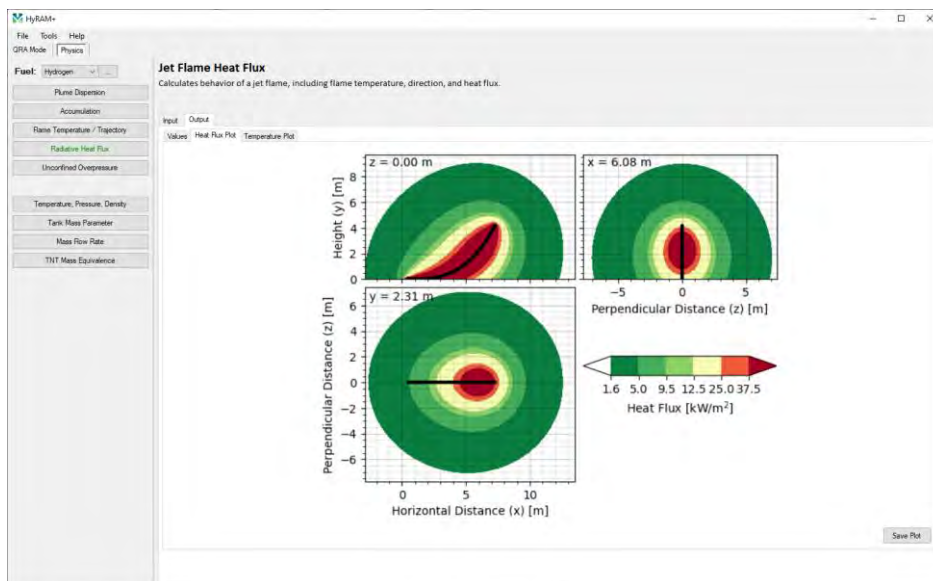 HyRAM+
File Tools Help
QRA Mode Physics
Fuel: Hydrogen ...
Plume Dispersion
Accumulation
Flame Temperature / Trajectory
Radiative Heat Flux
Unconfined Overpressure
Temperature, Pressure, Density
Tank Mass Parameter
Mass Flow Rate
TNT Mass Equivalence
Jet Flame Heat Flux
Calculates behavior of a jet flame, including flame temperature, direction, and heat flux.
Input Output
Values Heat Flux Plot Temperature Plot
z = 0.00 m
Height (y) [m]
8
6
4
2
0
x = 6.08 m
−5 0 5
Perpendicular Distance (z) [m]
y = 2.31 m
Perpendicular Distance (z) [m]
6
4
2
0
−2
−4
−6
0 5 10
Horizontal Distance (x) [m]
1.6 5.0 9.5 12.5 25.0 37.5
Heat Flux [kW/m²]
Save Plot